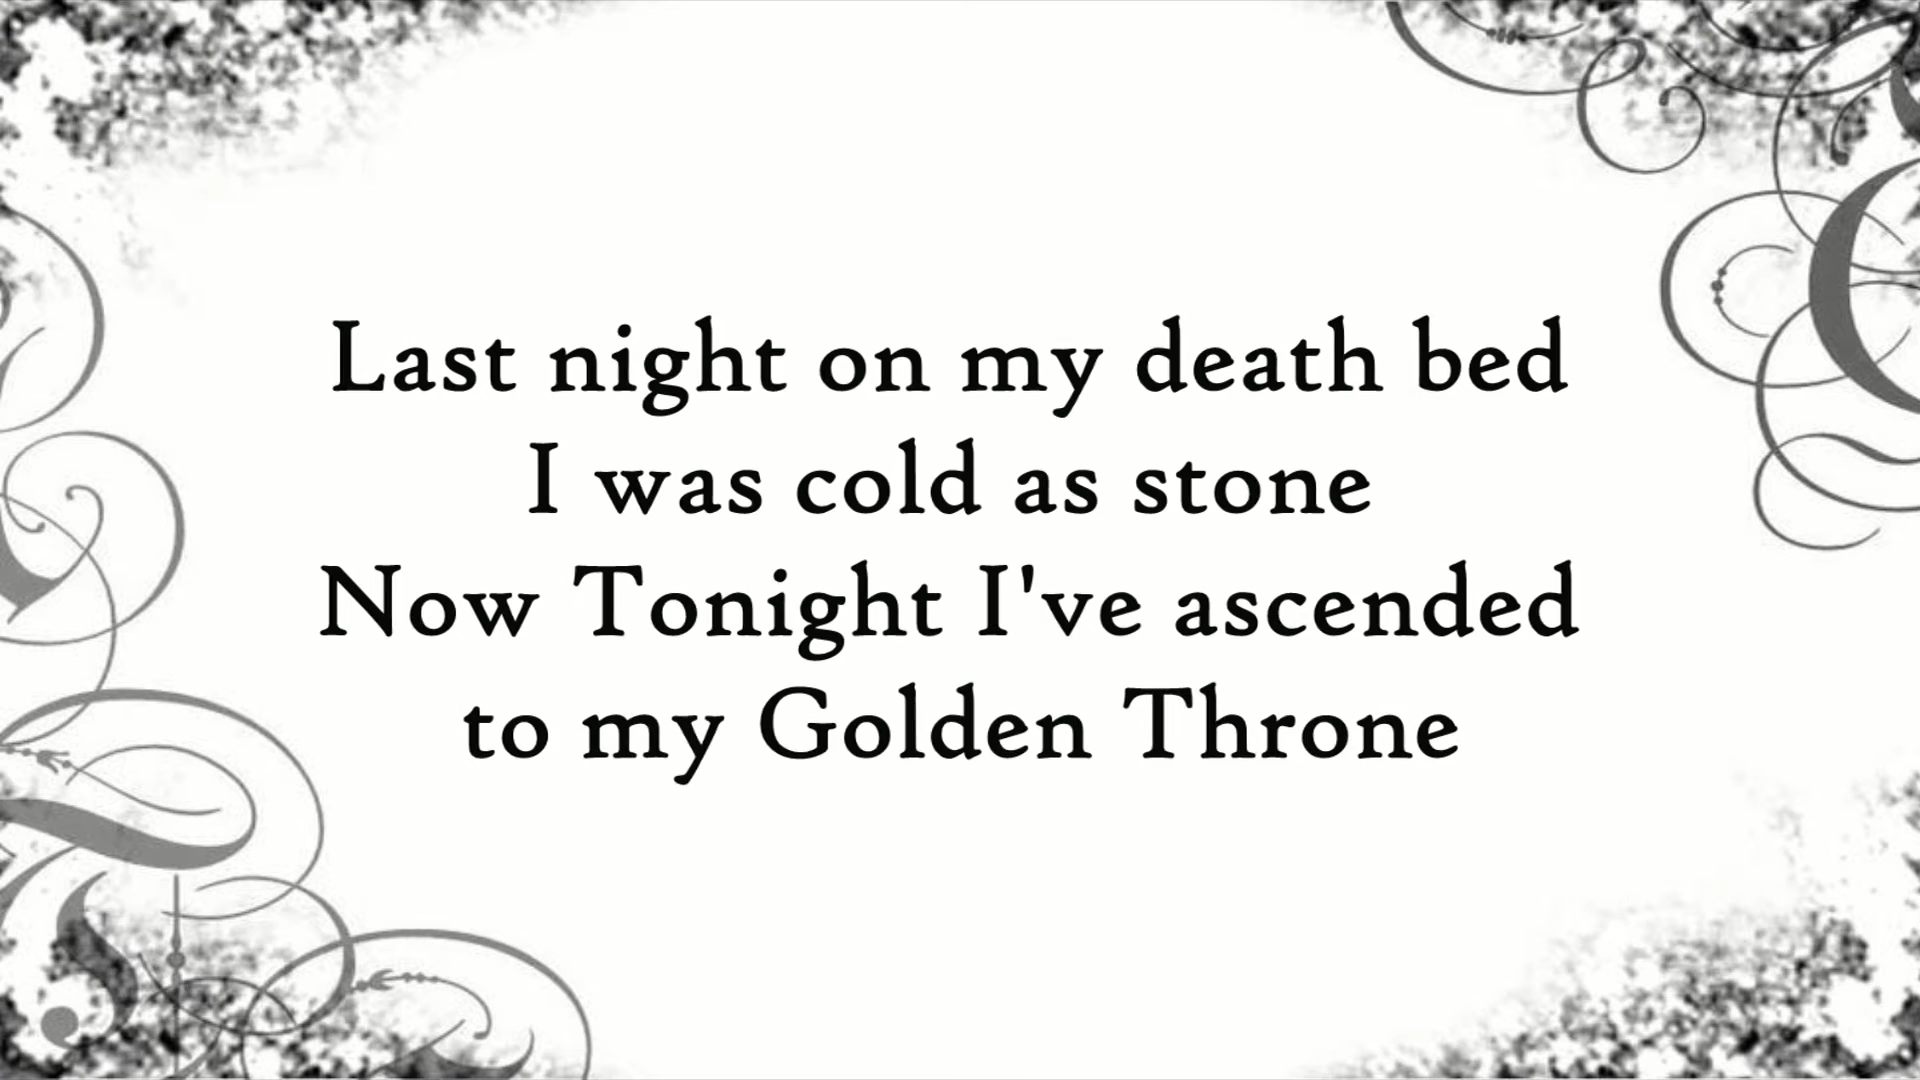 Last night on my death bed
I was cold as stone
Now Tonight I've ascended
to my Golden Throne